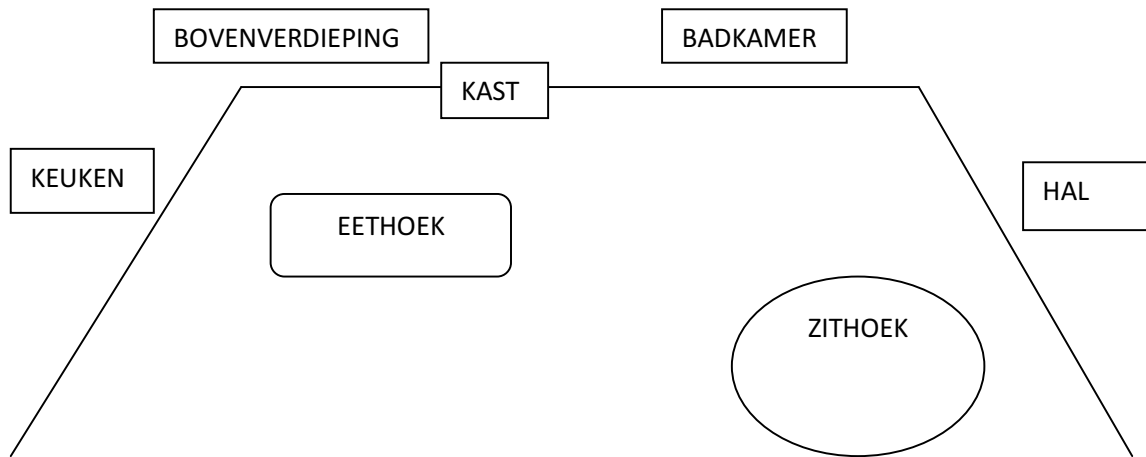 BOVENVERDIEPING
BADKAMER
KAST
KEUKEN
HAL
EETHOEK
ZITHOEK